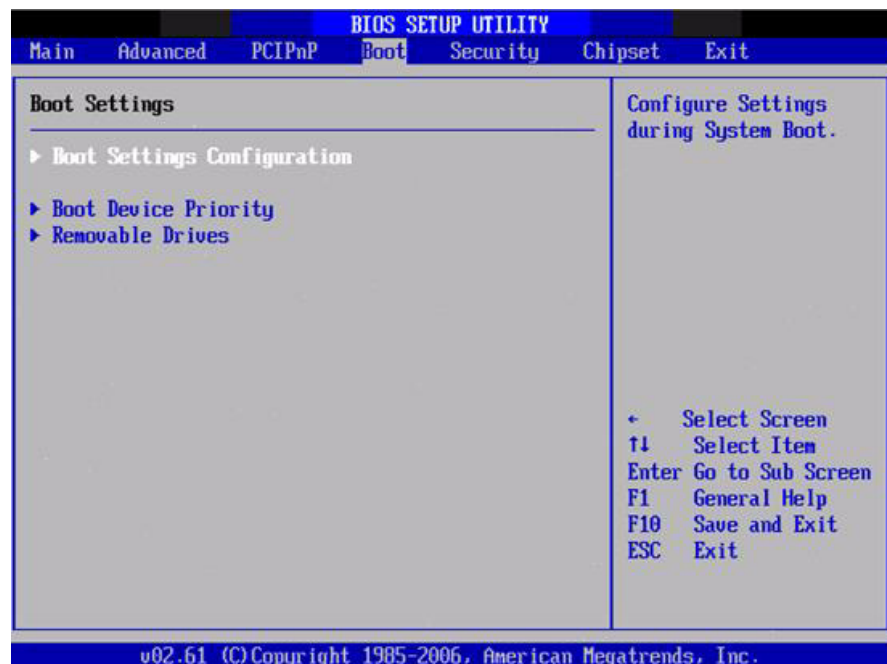 BIOS SETUP UTILITY
Main Advanced PCIPnP Boot Security Chipset Exit
Boot Settings
▶ Boot Settings Configuration
▶ Boot Device Priority
▶ Removable Drives
Configure Settings
during System Boot.
← Select Screen
↑↓ Select Item
Enter Go to Sub Screen
F1 General Help
F10 Save and Exit
ESC Exit
v02.61 (C)Copyright 1985-2006, American Megatrends, Inc.